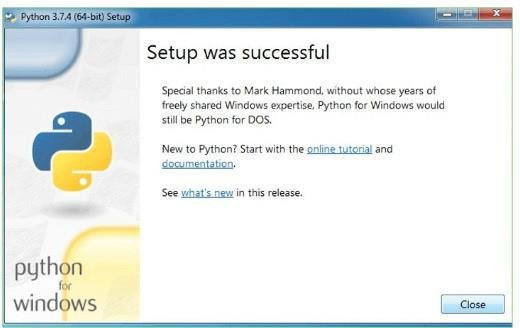 Python 3.7.4 (64-bit) Setup
Setup was successful
Special thanks to Mark Hammond, without whose years of
freely shared Windows expertise, Python for Windows would
still be Python for DOS.
New to Python? Start with the online tutorial and
documentation.
See what's new in this release.
python
for
windows
Close